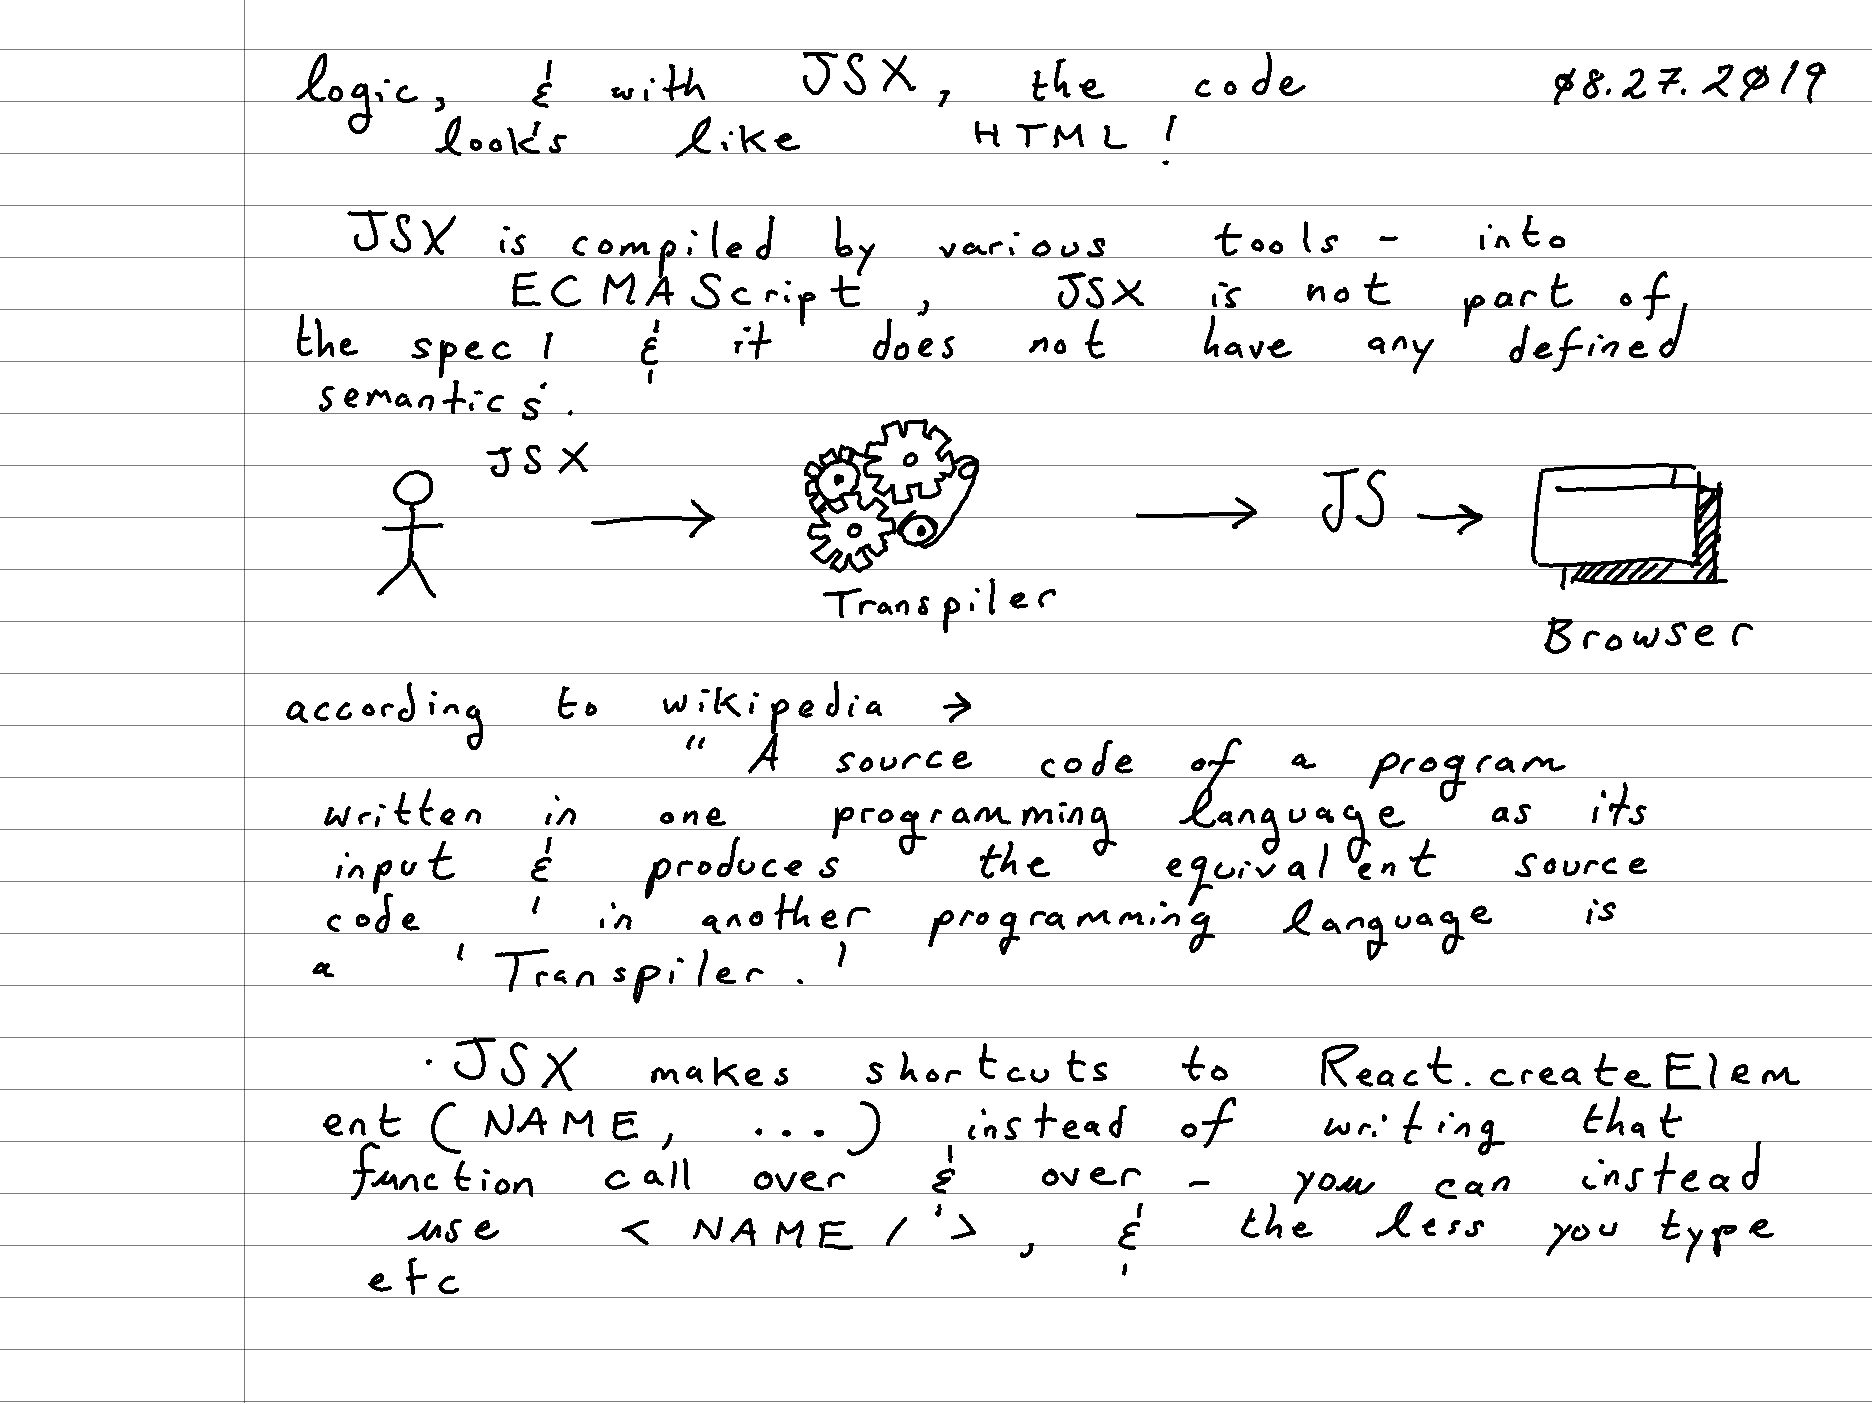 logic, & with JSX, the code 08.27.2019
looks like HTML!
JSX is compiled by various tools - into
ECMAScript, JSX is not part of
the spec! & it does not have any defined
semantics.
JSX
JS
Transpiler
Browser
according to wikipedia →
" A source code of a program
written in one programming language as its
input & produces the equivalent source
code in another programming language is
a 'Transpiler.'
· JSX makes shortcuts to React.createElem
ent (NAME, ...) instead of writing that
function call over & over - you can instead
use < NAME / >, & the less you type
etc